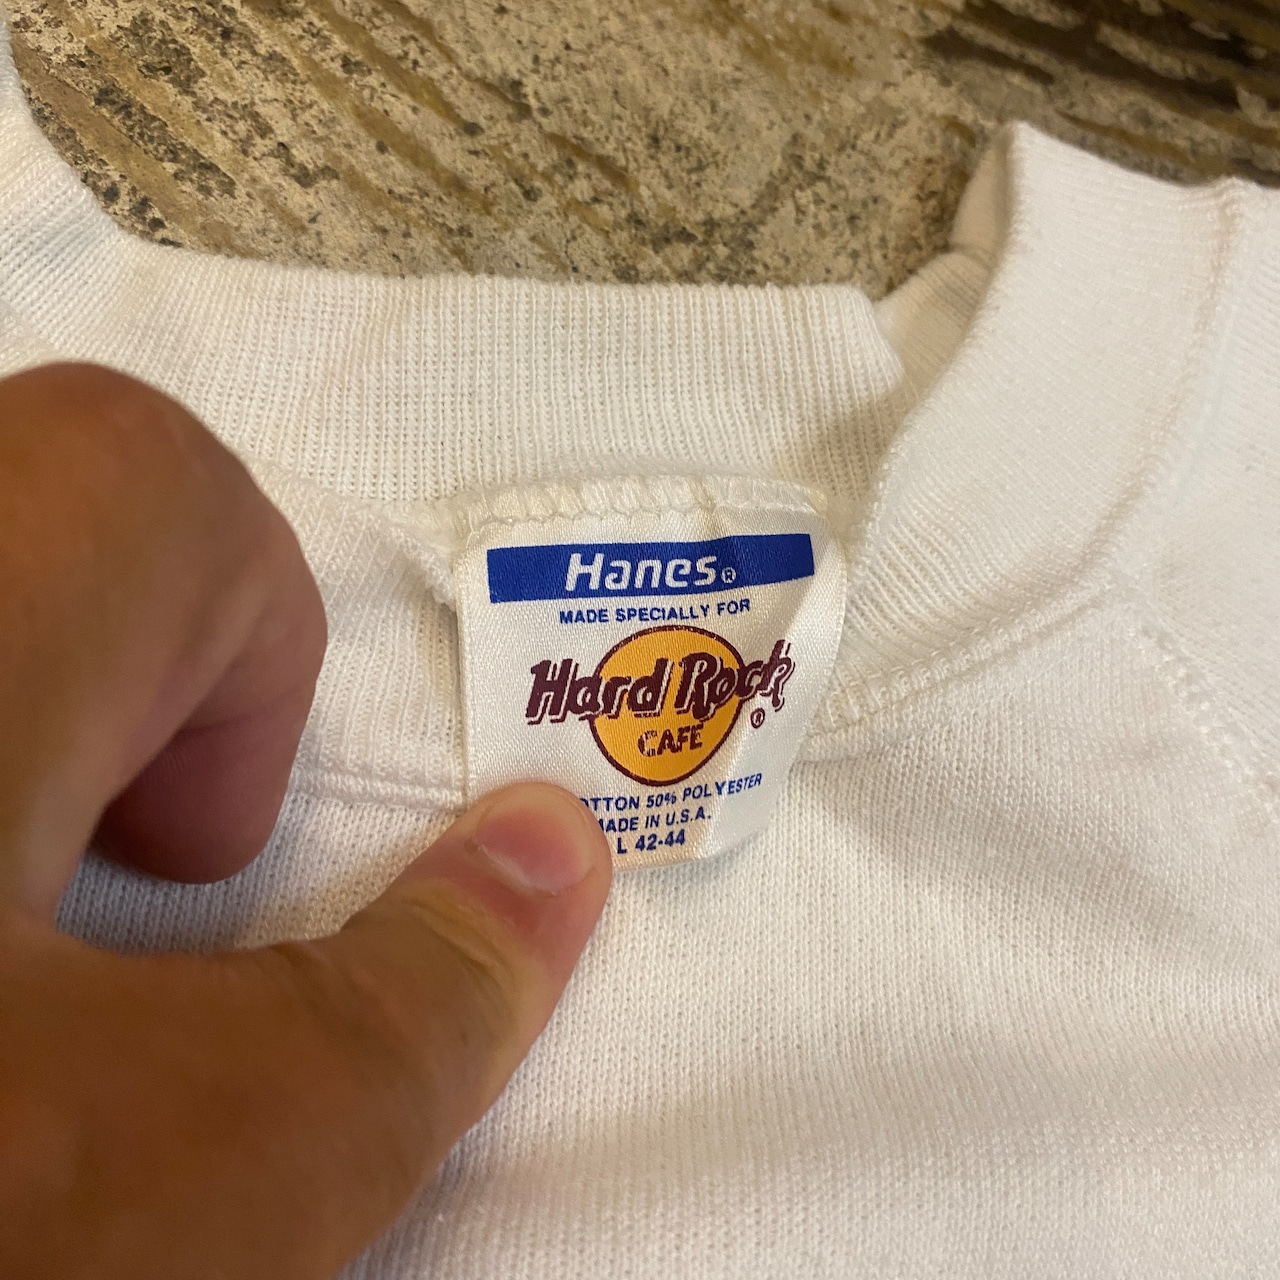 Hanes®
MADE SPECIALLY FOR
Hard Rock
®
CAFE
OTTON 50% POLYESTER
MADE IN U.S.A.
L 42-44